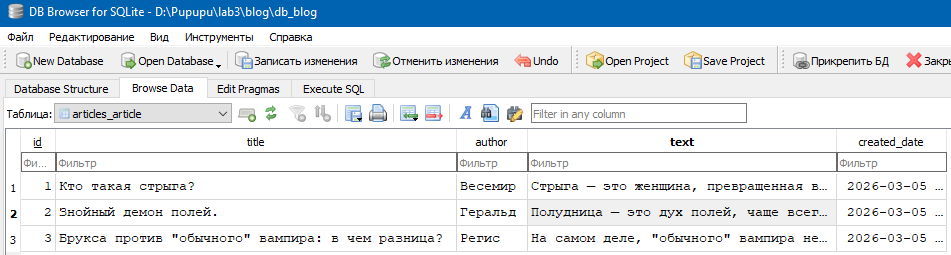 DB Browser for SQLite - D:\Pupupu\lab3\blog\db_blog
Файл Редактирование Вид Инструменты Справка
New Database Open Database Записать изменения Отменить изменения Undo Open Project Save Project Прикрепить БД Закры
Database Structure Browse Data Edit Pragmas Execute SQL
Таблица: articles_article Filter in any column
id title author text created_date
Фи... Фильтр Фильтр Фильтр Фильтр
1 1 Кто такая стрыга? Весемир Стрыга — это женщина, превращенная в… 2026-03-05 …
2 2 Знойный демон полей. Геральд Полудница — это дух полей, чаще всег… 2026-03-05 …
3 3 Брукса против "обычного" вампира: в чем разница? Регис На самом деле, "обычного" вампира не… 2026-03-05 …